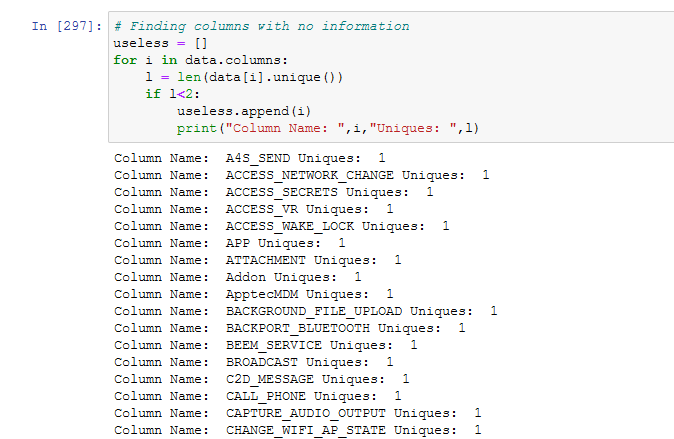 In [297]: # Finding columns with no information
useless = []
for i in data.columns:
    l = len(data[i].unique())
    if l<2:
        useless.append(i)
        print("Column Name: ",i,"Uniques: ",l)
Column Name:  A4S_SEND Uniques:  1
Column Name:  ACCESS_NETWORK_CHANGE Uniques:  1
Column Name:  ACCESS_SECRETS Uniques:  1
Column Name:  ACCESS_VR Uniques:  1
Column Name:  ACCESS_WAKE_LOCK Uniques:  1
Column Name:  APP Uniques:  1
Column Name:  ATTACHMENT Uniques:  1
Column Name:  Addon Uniques:  1
Column Name:  ApptecMDM Uniques:  1
Column Name:  BACKGROUND_FILE_UPLOAD Uniques:  1
Column Name:  BACKPORT_BLUETOOTH Uniques:  1
Column Name:  BEEM_SERVICE Uniques:  1
Column Name:  BROADCAST Uniques:  1
Column Name:  C2D_MESSAGE Uniques:  1
Column Name:  CALL_PHONE Uniques:  1
Column Name:  CAPTURE_AUDIO_OUTPUT Uniques:  1
Column Name:  CHANGE_WIFI_AP_STATE Uniques:  1